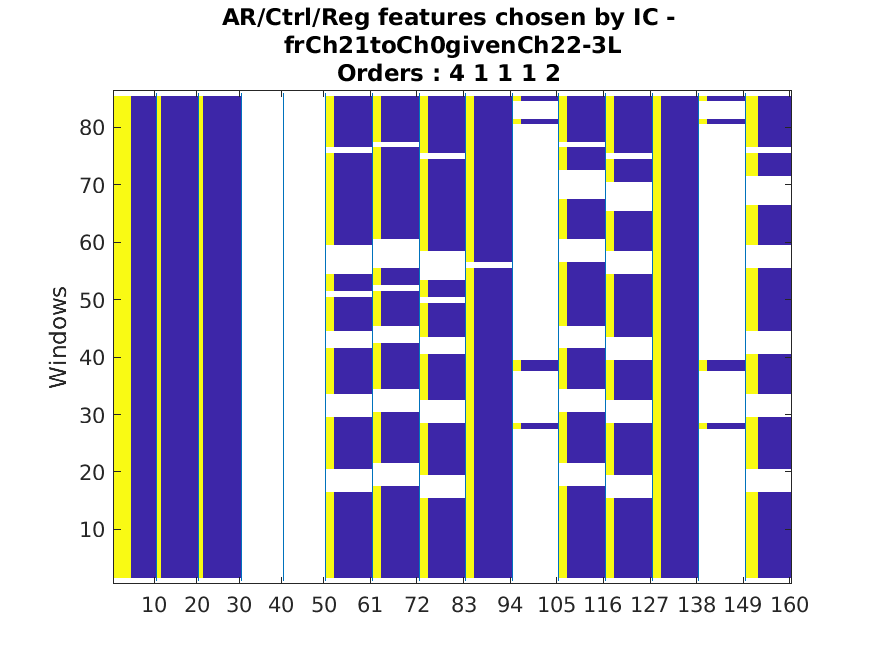 AR/Ctrl/Reg features chosen by IC -
frCh21toCh0givenCh22-3L
Orders : 4 1 1 1 2
80
70
60
50
40
30
20
10
Windows
10 20 30 40 50 61 72 83 94 105 116 127 138 149 160